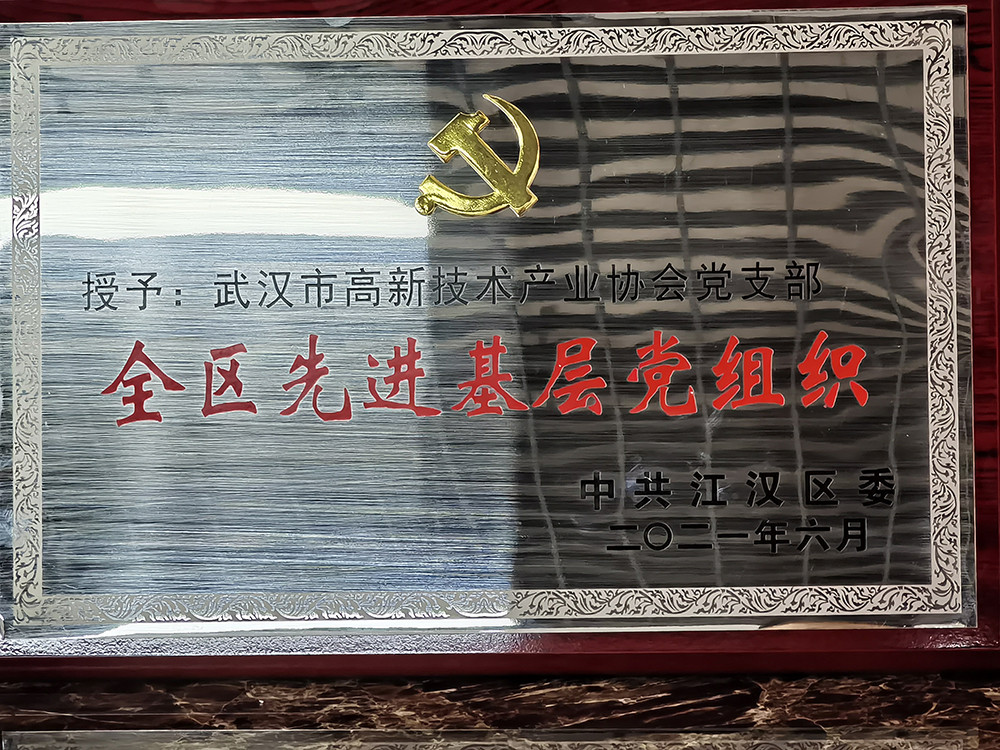 授予：武汉市高新技术产业协会党支部
全区先进基层党组织
中共江汉区委
二〇二一年六月